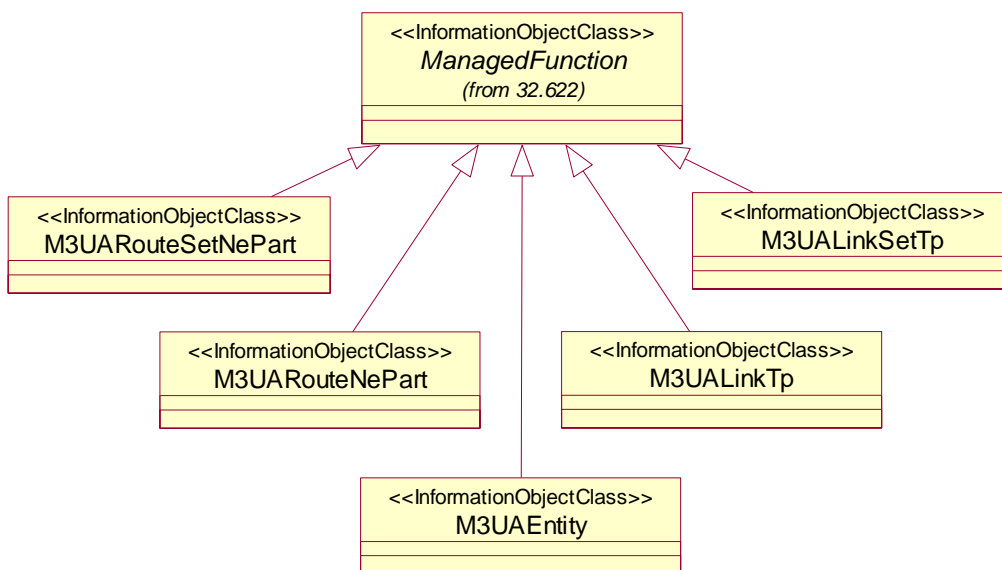 <<InformationObjectClass>>
ManagedFunction
(from 32.622)
<<InformationObjectClass>>
M3UARouteSetNePart
<<InformationObjectClass>>
M3UALinkSetTp
<<InformationObjectClass>>
M3UARouteNePart
<<InformationObjectClass>>
M3UALinkTp
<<InformationObjectClass>>
M3UAEntity